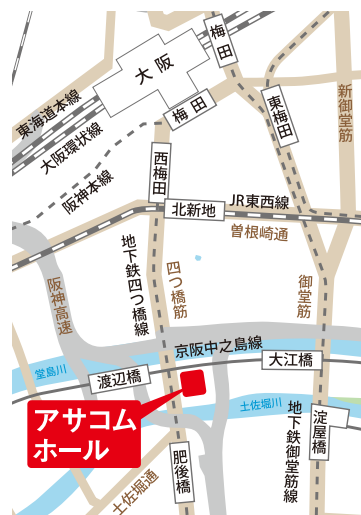 梅田
大阪
梅田
東梅田
新御堂筋
東海道本線
大阪環状線
阪神本線
西梅田
北新地
JR東西線
曽根崎通
地下鉄四つ橋線
四つ橋筋
阪神高速
御堂筋
京阪中之島線
大江橋
堂島川
渡辺橋
アサコム
ホール
土佐堀川
淀屋橋
地下鉄御堂筋線
肥後橋
土佐堀通